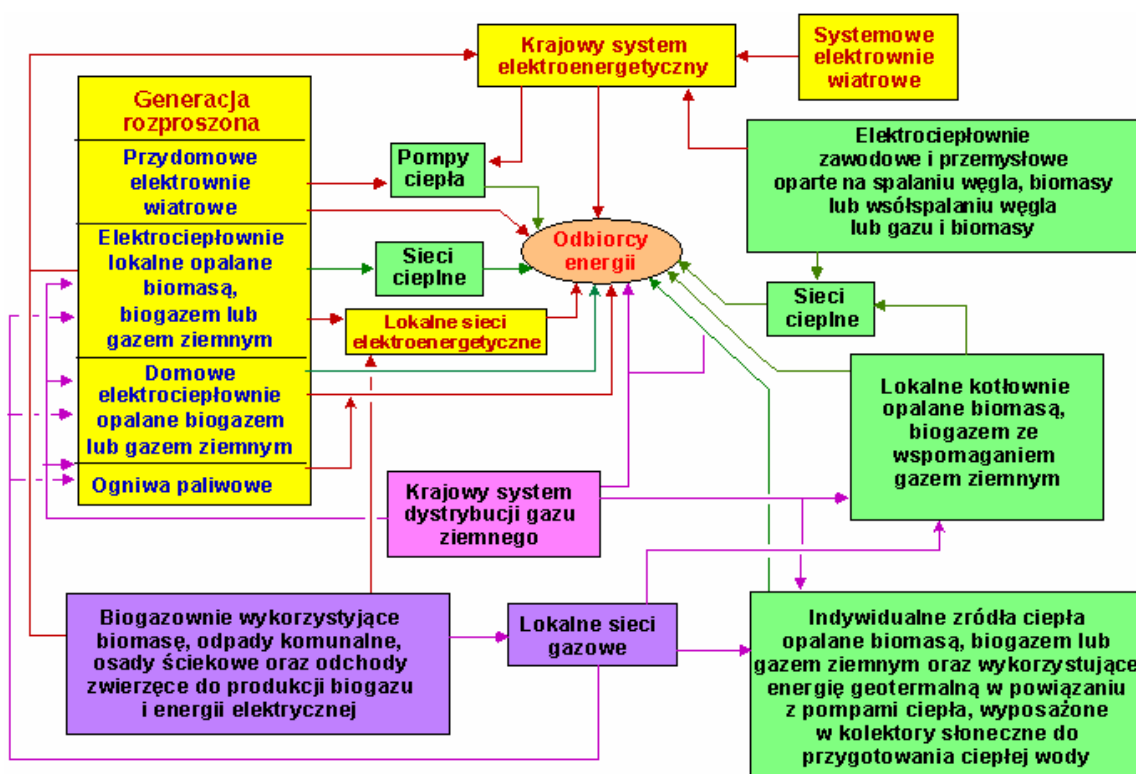 Krajowy system
elektroenergetyczny
Systemowe
elektrownie
wiatrowe
Generacja
rozproszona
Przydomowe
elektrownie
wiatrowe
Elektrociepłownie
lokalne opalane
biomasą,
biogazem lub
gazem ziemnym
Domowe
elektrociepłownie
opalane biogazem
lub gazem ziemnym
Ogniwa paliwowe
Pompy
ciepła
Sieci
cieplne
Lokalne sieci
elektroenergetyczne
Odbiorcy
energii
Elektrociepłownie
zawodowe i przemysłowe
oparte na spalaniu węgla, biomasy
lub wsółspalaniu węgla
lub gazu i biomasy
Sieci
cieplne
Lokalne kotłownie
opalane biomasą,
biogazem ze
wspomaganiem
gazem ziemnym
Krajowy system
dystrybucji gazu
ziemnego
Biogazownie wykorzystyjące
biomasę, odpady komunalne,
osady ściekowe oraz odchody
zwierzęce do produkcji biogazu
i energii elektrycznej
Lokalne sieci
gazowe
Indywidualne zródła ciepła
opalane biomasą, biogazem lub
gazem ziemnym oraz wykorzystujące
energię geotermalną w powiązaniu
z pompami ciepła, wyposażone
w kolektory słoneczne do
przygotowania ciepłej wody